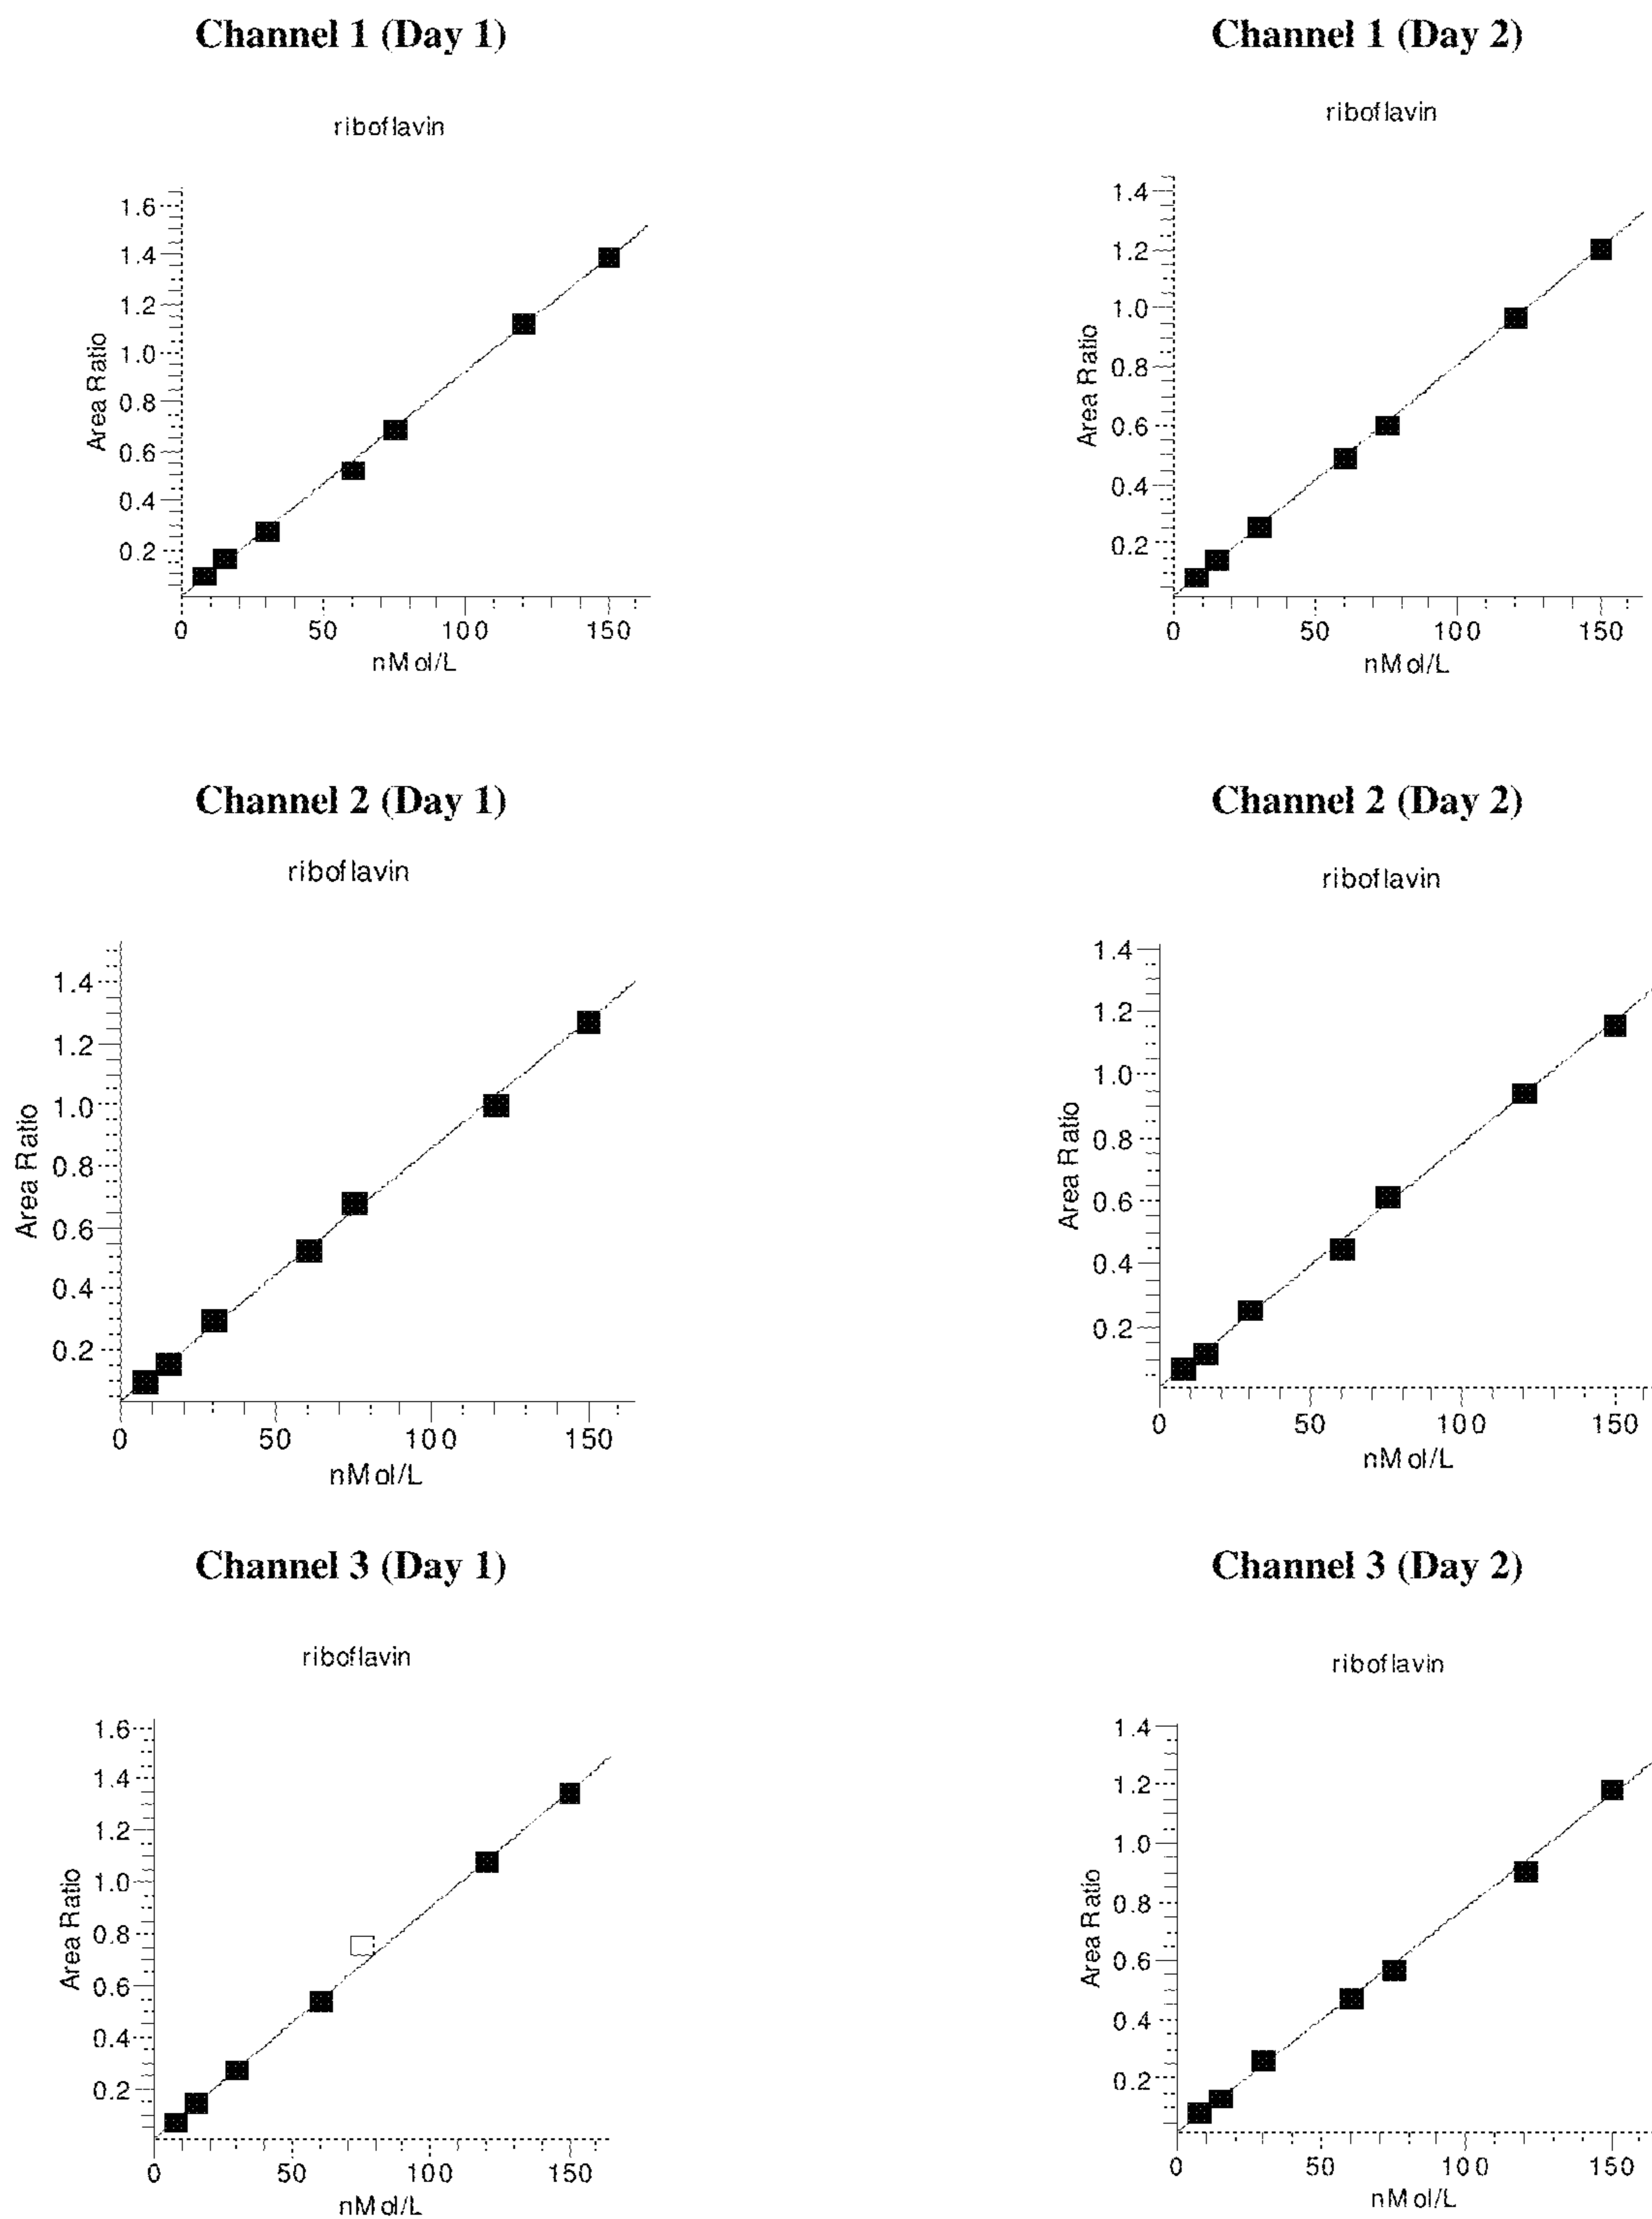 Channel 1 (Day 1)
riboflavin
1.6
1.4
1.2
1.0
0.8
0.6
0.4
0.2
Area Ratio
0 50 100 150
nMol/L
Channel 1 (Day 2)
riboflavin
1.4
1.2
1.0
0.8
0.6
0.4
0.2
Area Ratio
0 50 100 150
nMol/L
Channel 2 (Day 1)
riboflavin
1.4
1.2
1.0
0.8
0.6
0.4
0.2
Area Ratio
0 50 100 150
nMol/L
Channel 2 (Day 2)
riboflavin
1.4
1.2
1.0
0.8
0.6
0.4
0.2
Area Ratio
0 50 100 150
nMol/L
Channel 3 (Day 1)
riboflavin
1.6
1.4
1.2
1.0
0.8
0.6
0.4
0.2
Area Ratio
0 50 100 150
nMol/L
Channel 3 (Day 2)
riboflavin
1.4
1.2
1.0
0.8
0.6
0.4
0.2
Area Ratio
0 50 100 150
nMol/L